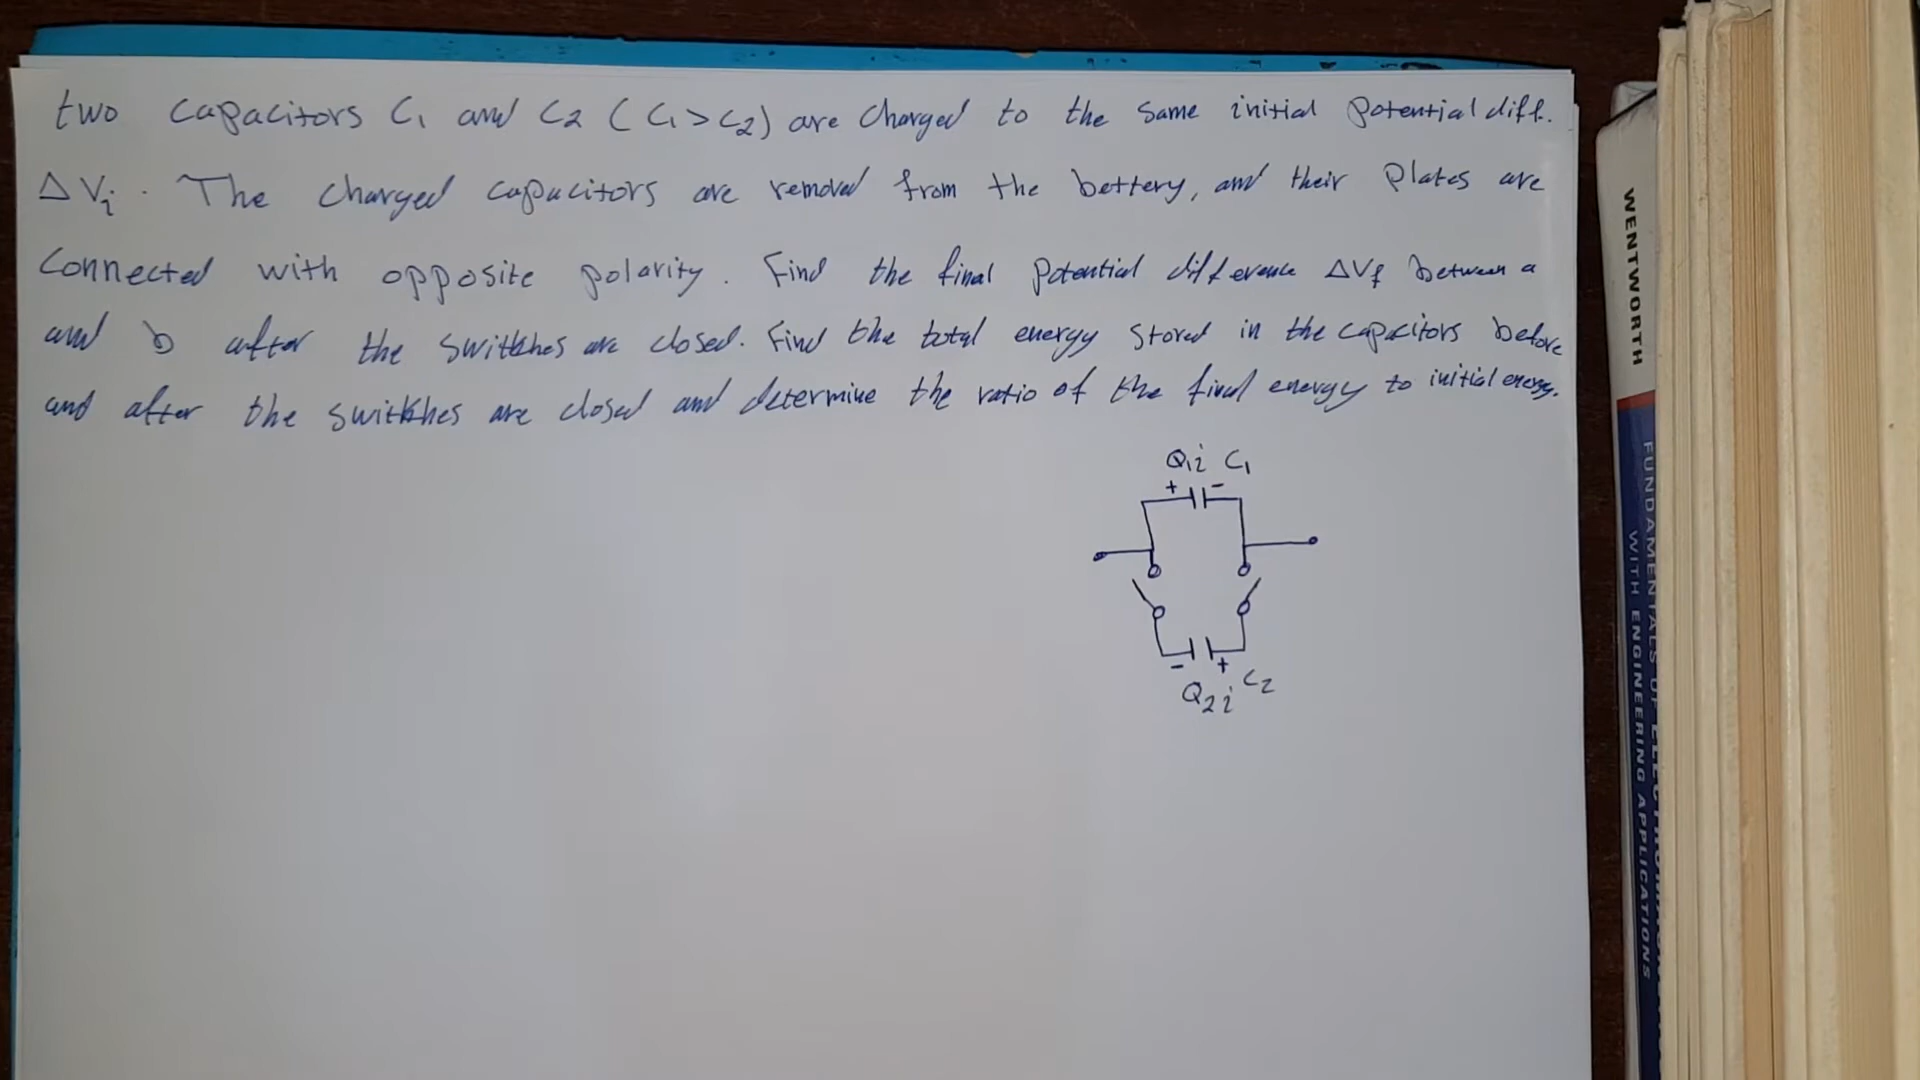 two capacitors C1 and C2 (C1>C2) are charged to the same initial potential diff.
ΔVi. The charged capacitors are removed from the bettery, and their plates are
connected with opposite polarity. Find the final potential difference ΔVf between a
and b after the switches are closed. Find the total energy stored in the capacitors before
and after the switches are closed and determine the ratio of the final energy to initial energy.
Q1i C1
+ -
- +
Q2i C2
WENTWORTH
FUNDAMENTALS OF
WITH ENGINEERING APPLICATIONS